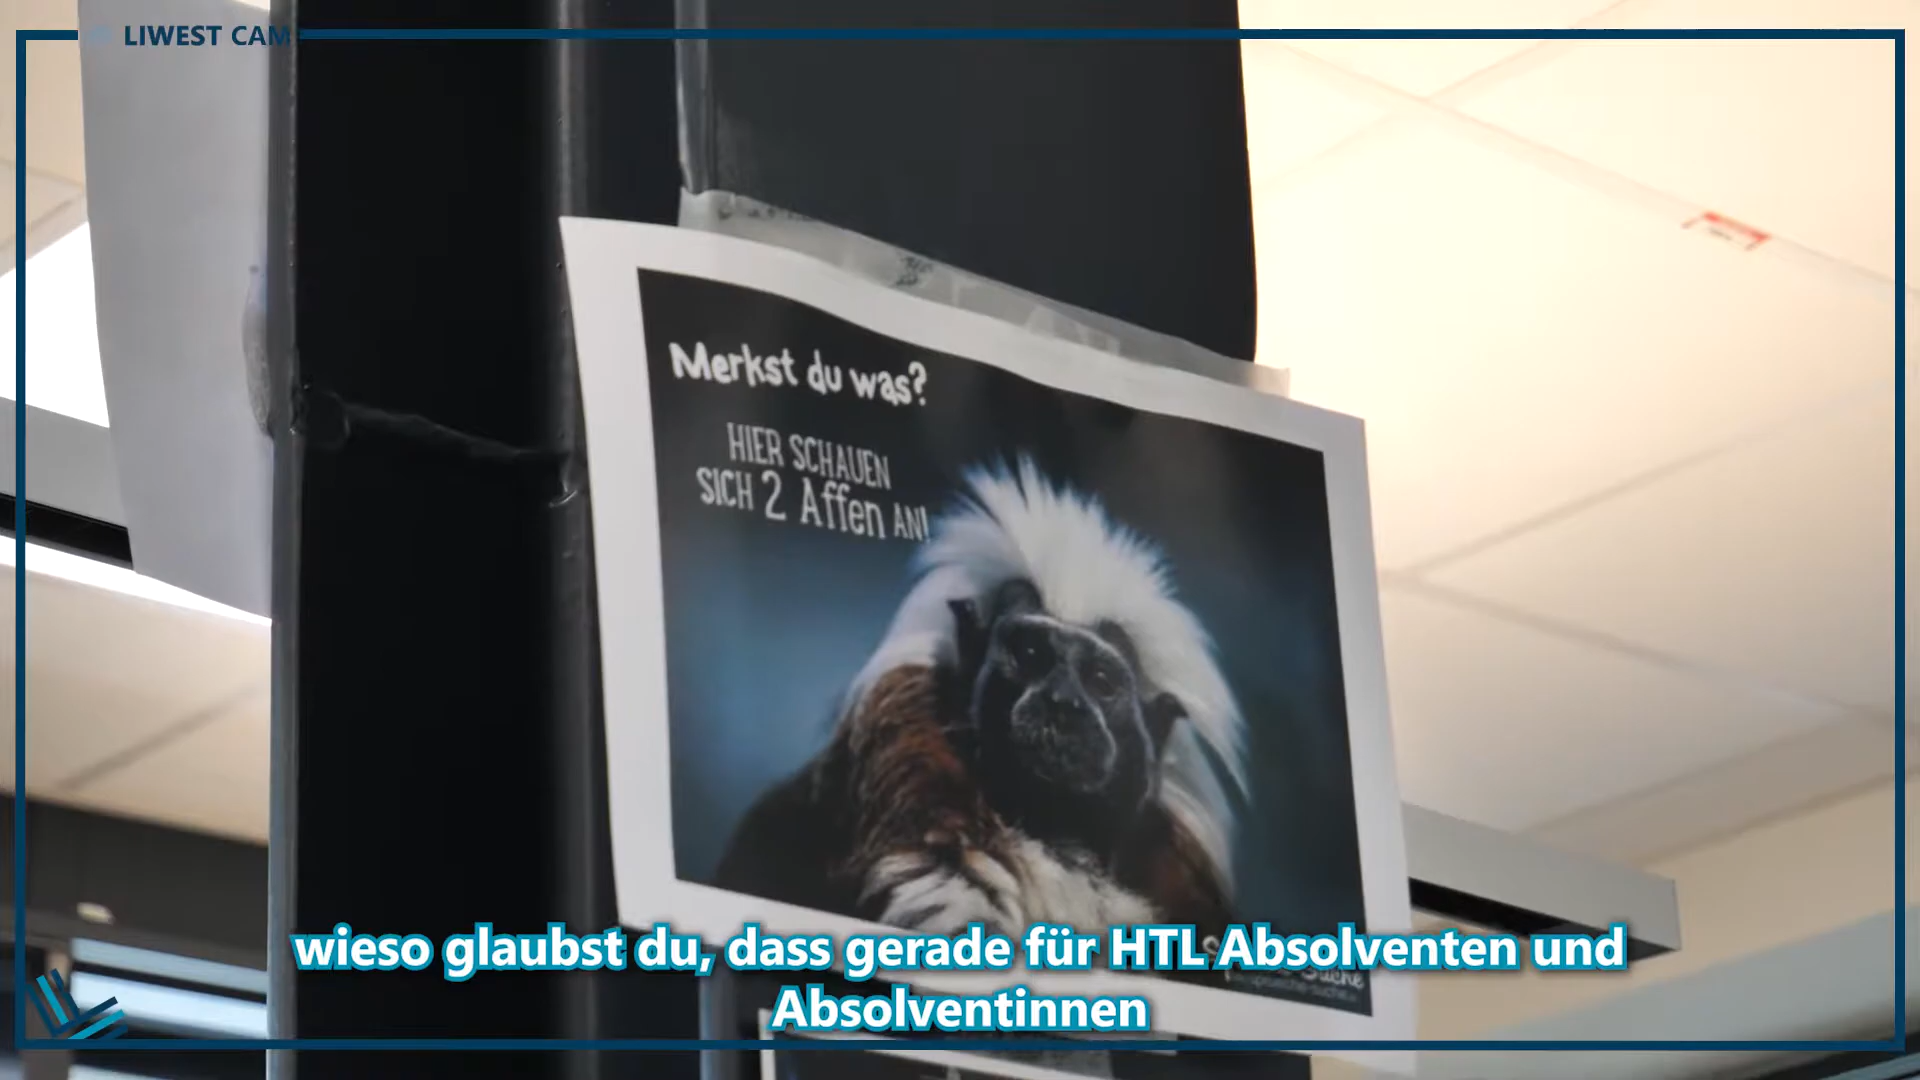 LIWEST CAM
Merkst du was?
HIER SCHAUEN
SICH 2 Affen AN!
wieso glaubst du, dass gerade für HTL Absolventen und
Absolventinnen